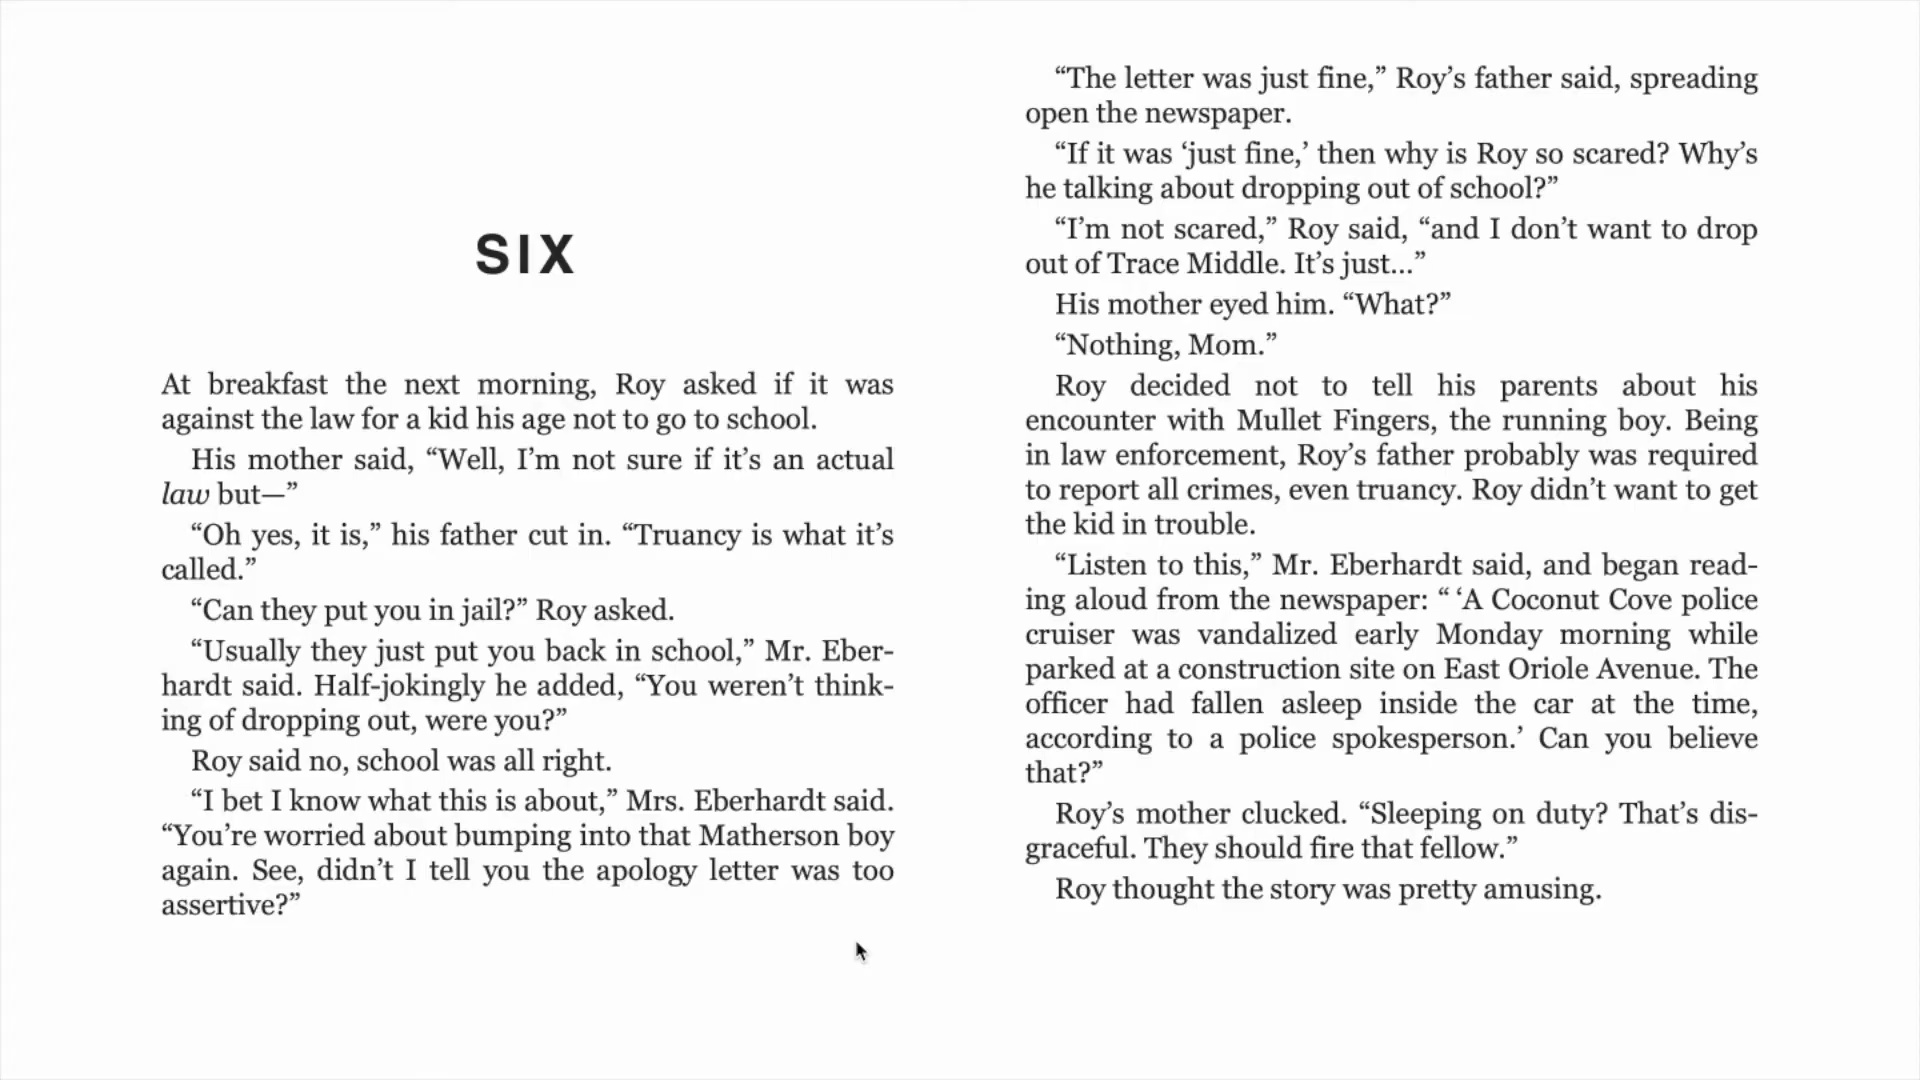 SIX
At breakfast the next morning, Roy asked if it was
against the law for a kid his age not to go to school.
His mother said, “Well, I’m not sure if it’s an actual
law but—”
“Oh yes, it is,” his father cut in. “Truancy is what it’s
called.”
“Can they put you in jail?” Roy asked.
“Usually they just put you back in school,” Mr. Eber-
hardt said. Half-jokingly he added, “You weren’t think-
ing of dropping out, were you?”
Roy said no, school was all right.
“I bet I know what this is about,” Mrs. Eberhardt said.
“You’re worried about bumping into that Matherson boy
again. See, didn’t I tell you the apology letter was too
assertive?”
“The letter was just fine,” Roy’s father said, spreading
open the newspaper.
“If it was ‘just fine,’ then why is Roy so scared? Why’s
he talking about dropping out of school?”
“I’m not scared,” Roy said, “and I don’t want to drop
out of Trace Middle. It’s just...”
His mother eyed him. “What?”
“Nothing, Mom.”
Roy decided not to tell his parents about his
encounter with Mullet Fingers, the running boy. Being
in law enforcement, Roy’s father probably was required
to report all crimes, even truancy. Roy didn’t want to get
the kid in trouble.
“Listen to this,” Mr. Eberhardt said, and began read-
ing aloud from the newspaper: “ ‘A Coconut Cove police
cruiser was vandalized early Monday morning while
parked at a construction site on East Oriole Avenue. The
officer had fallen asleep inside the car at the time,
according to a police spokesperson.’ Can you believe
that?”
Roy’s mother clucked. “Sleeping on duty? That’s dis-
graceful. They should fire that fellow.”
Roy thought the story was pretty amusing.